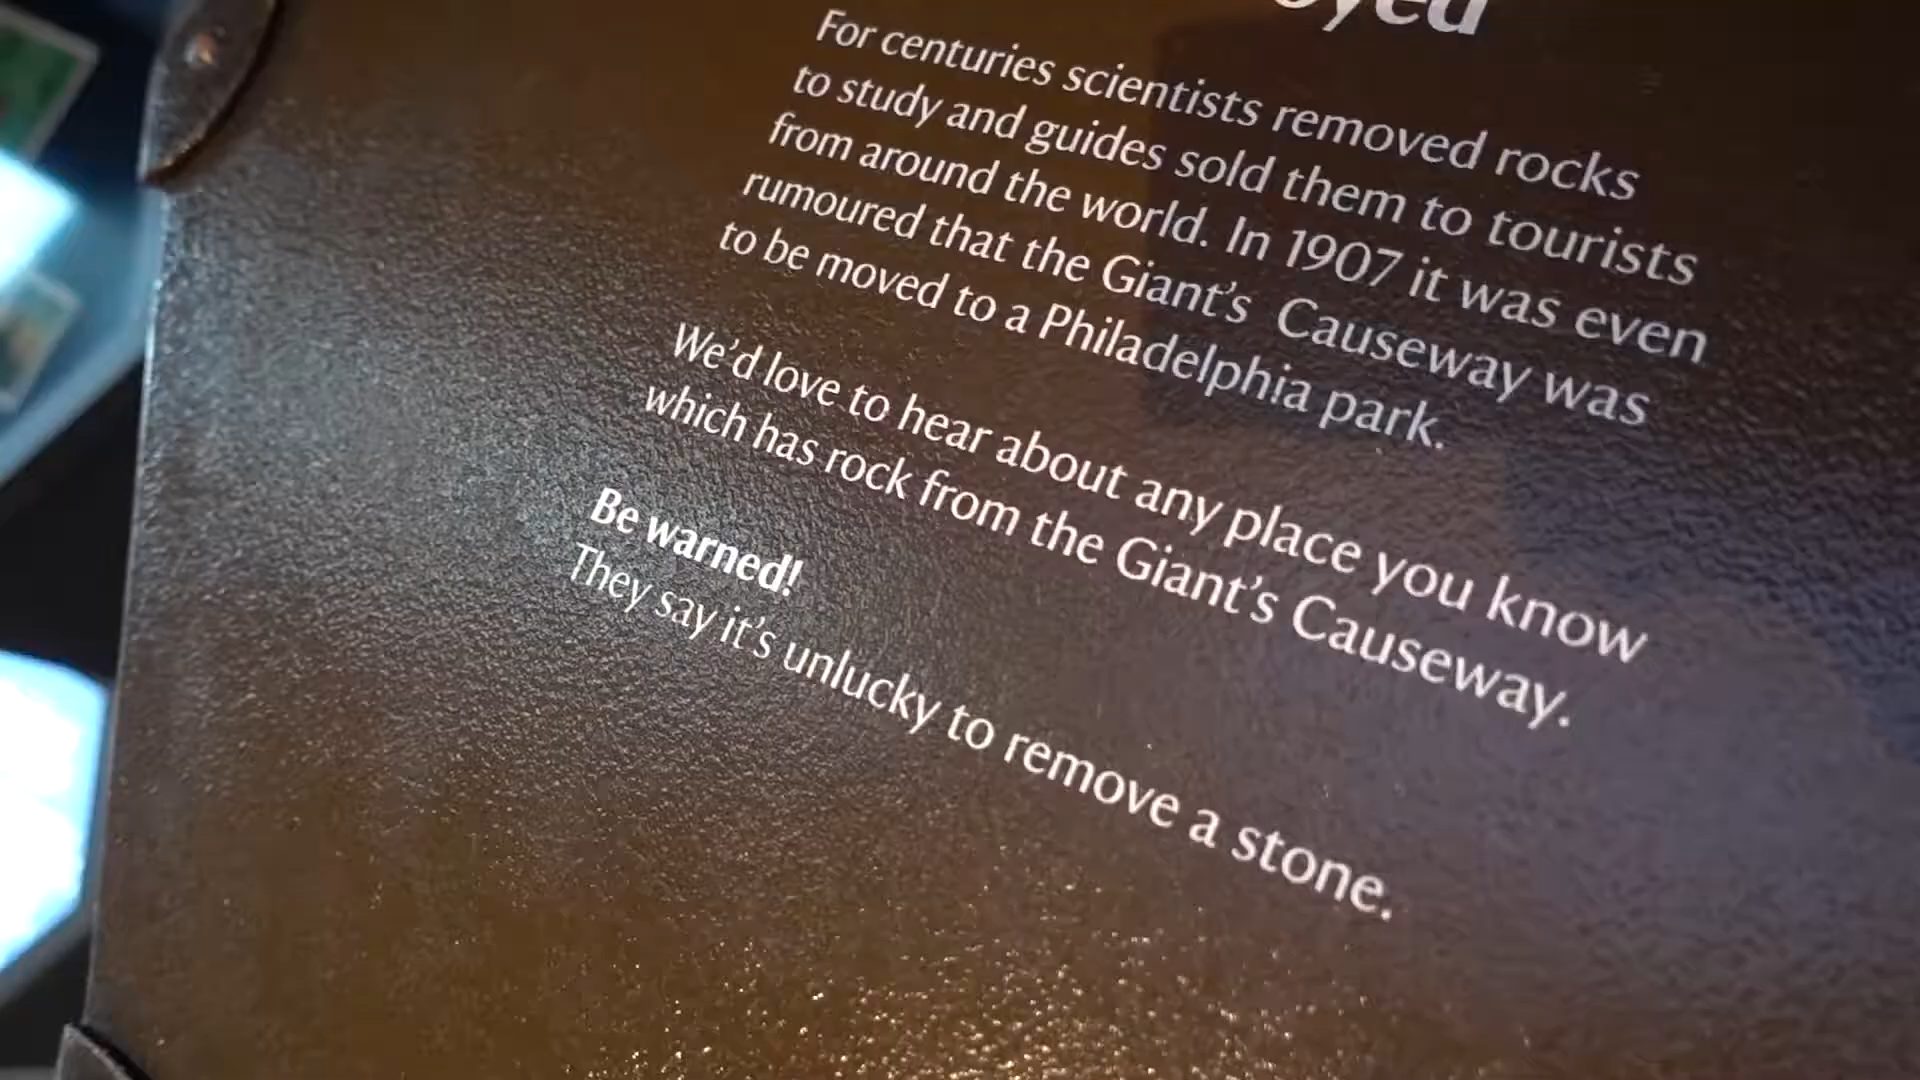 For centuries scientists removed rocks
to study and guides sold them to tourists
from around the world. In 1907 it was even
rumoured that the Giant's Causeway was
to be moved to a Philadelphia park.
We'd love to hear about any place you know
which has rock from the Giant's Causeway.
Be warned!
They say it's unlucky to remove a stone.